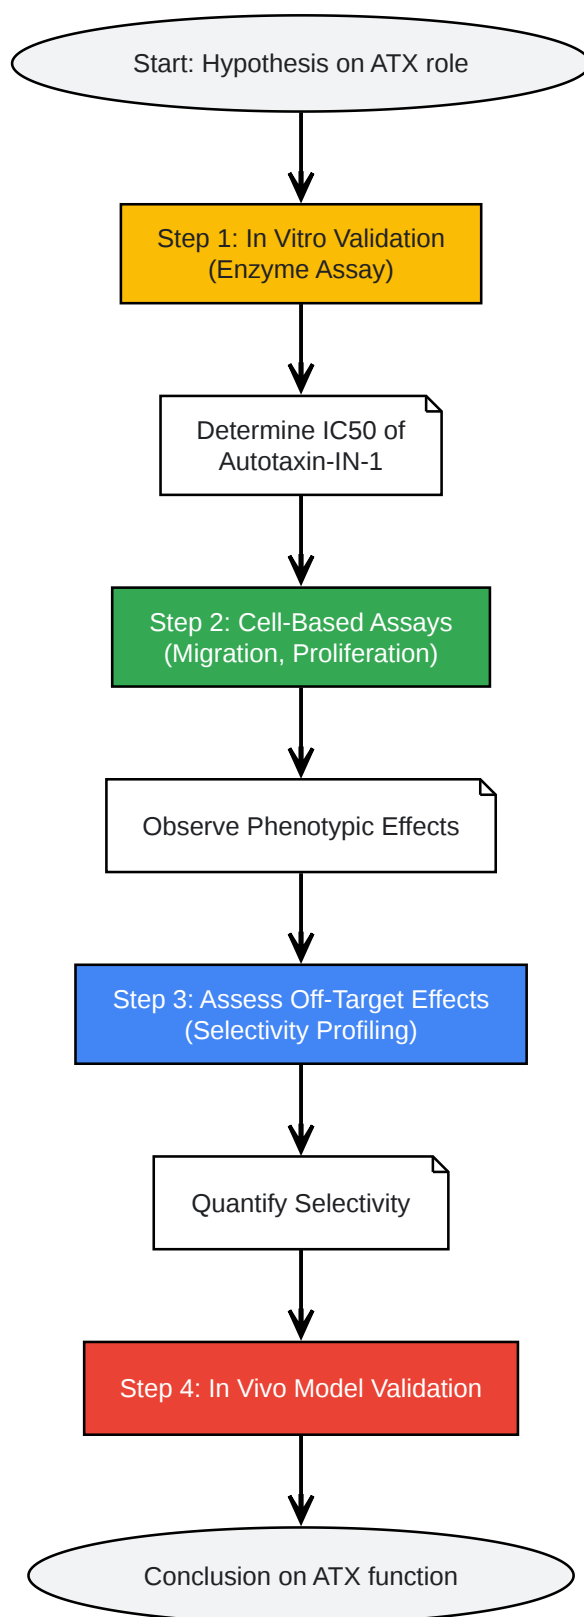 Start: Hypothesis on ATX role
Step 1: In Vitro Validation
(Enzyme Assay)
Determine IC50 of
Autotaxin-IN-1
Step 2: Cell-Based Assays
(Migration, Proliferation)
Observe Phenotypic Effects
Step 3: Assess Off-Target Effects
(Selectivity Profiling)
Quantify Selectivity
Step 4: In Vivo Model Validation
Conclusion on ATX function